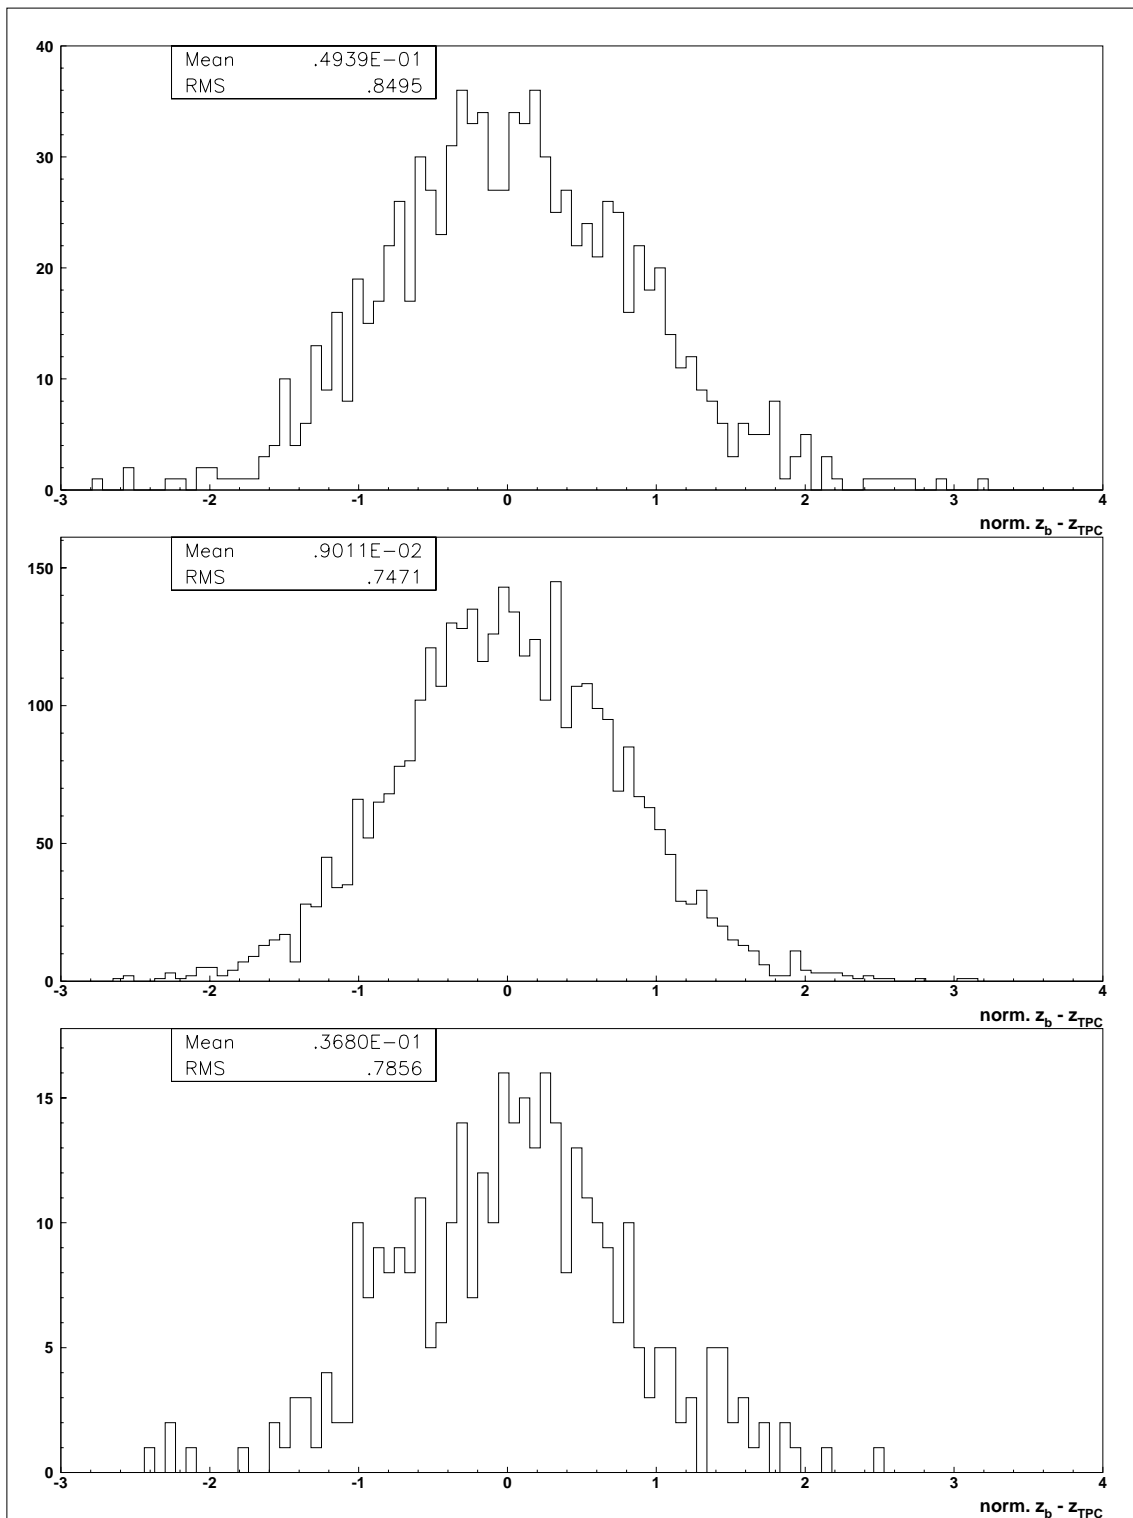 Mean .4939E-01
RMS .8495
40
30
20
10
0
-3 -2 -1 0 1 2 3 4
norm. z_b - z_TPC
Mean .9011E-02
RMS .7471
150
100
50
0
-3 -2 -1 0 1 2 3 4
norm. z_b - z_TPC
Mean .3680E-01
RMS .7856
15
10
5
0
-3 -2 -1 0 1 2 3 4
norm. z_b - z_TPC